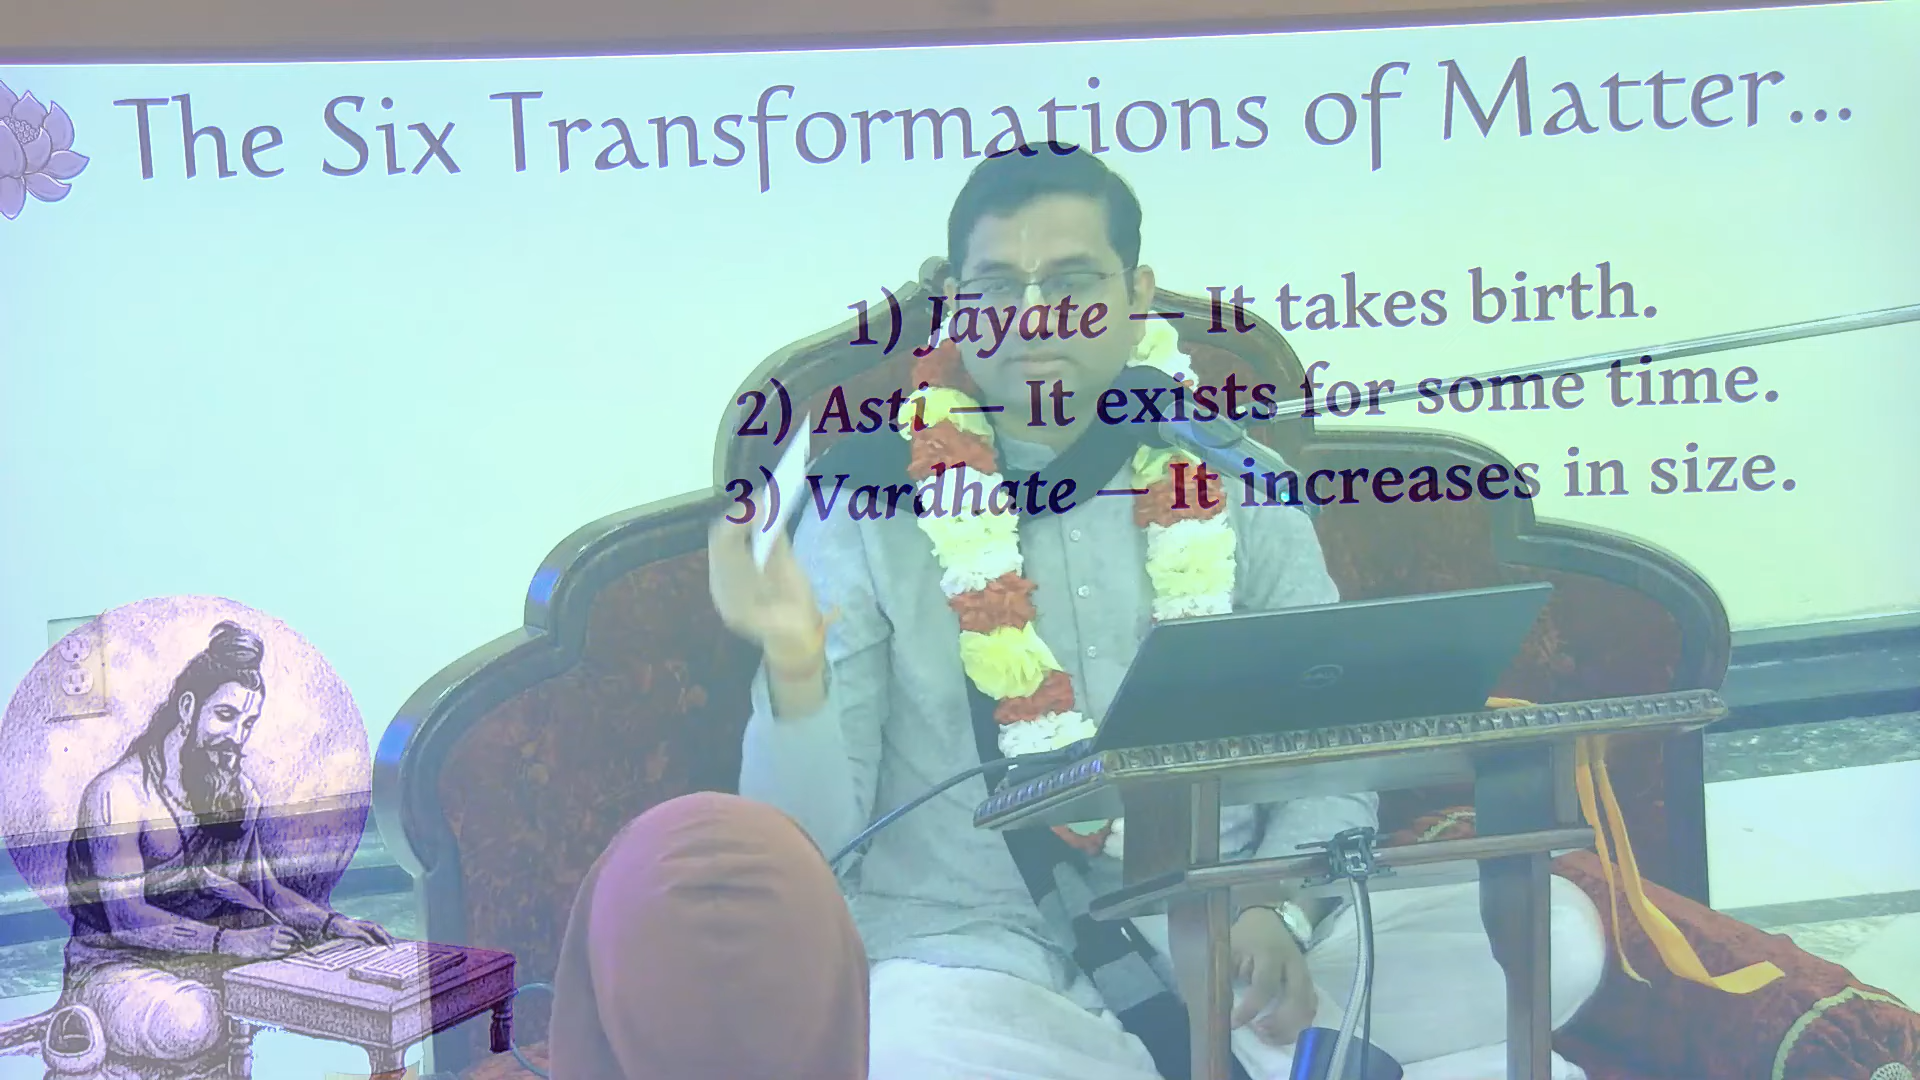 The Six Transformations of Matter...
1) Jāyate — It takes birth.
2) Asti — It exists for some time.
3) Vardhate — It increases in size.
DELL